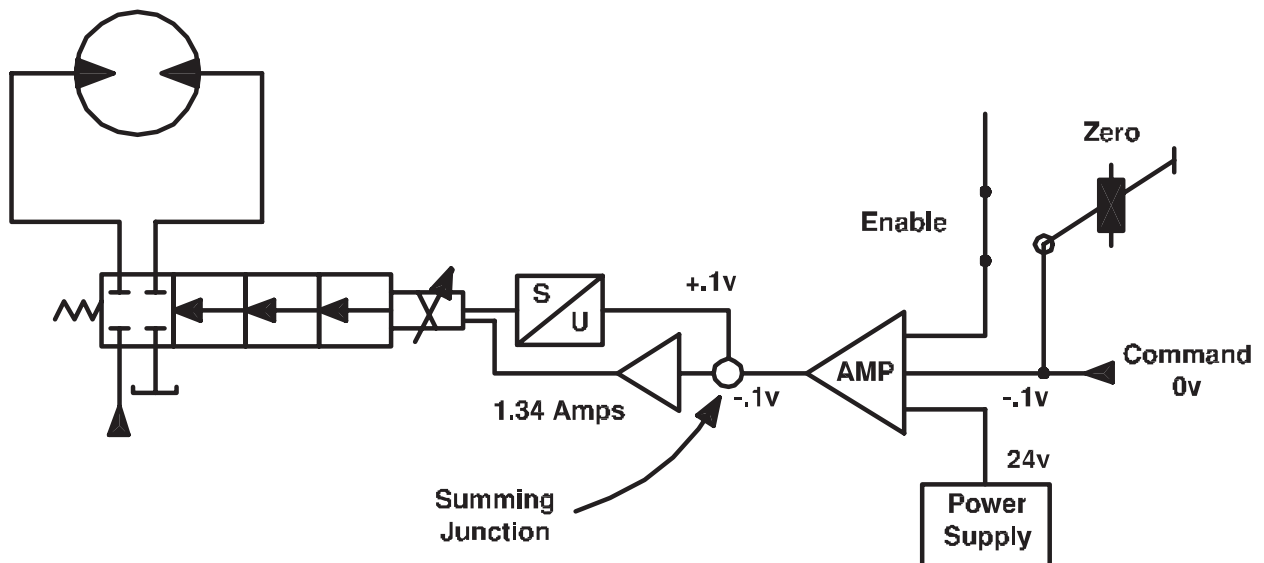 Zero
Enable
S
U
+.1v
AMP
Command
0v
-.1v
-.1v
1.34 Amps
24v
Summing
Junction
Power
Supply